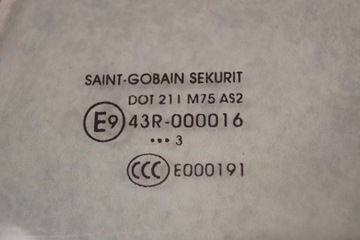 SAINT-GOBAIN SEKURIT
DOT 211 M75 AS2
E9 43R-000016
••• 3
CCC E000191